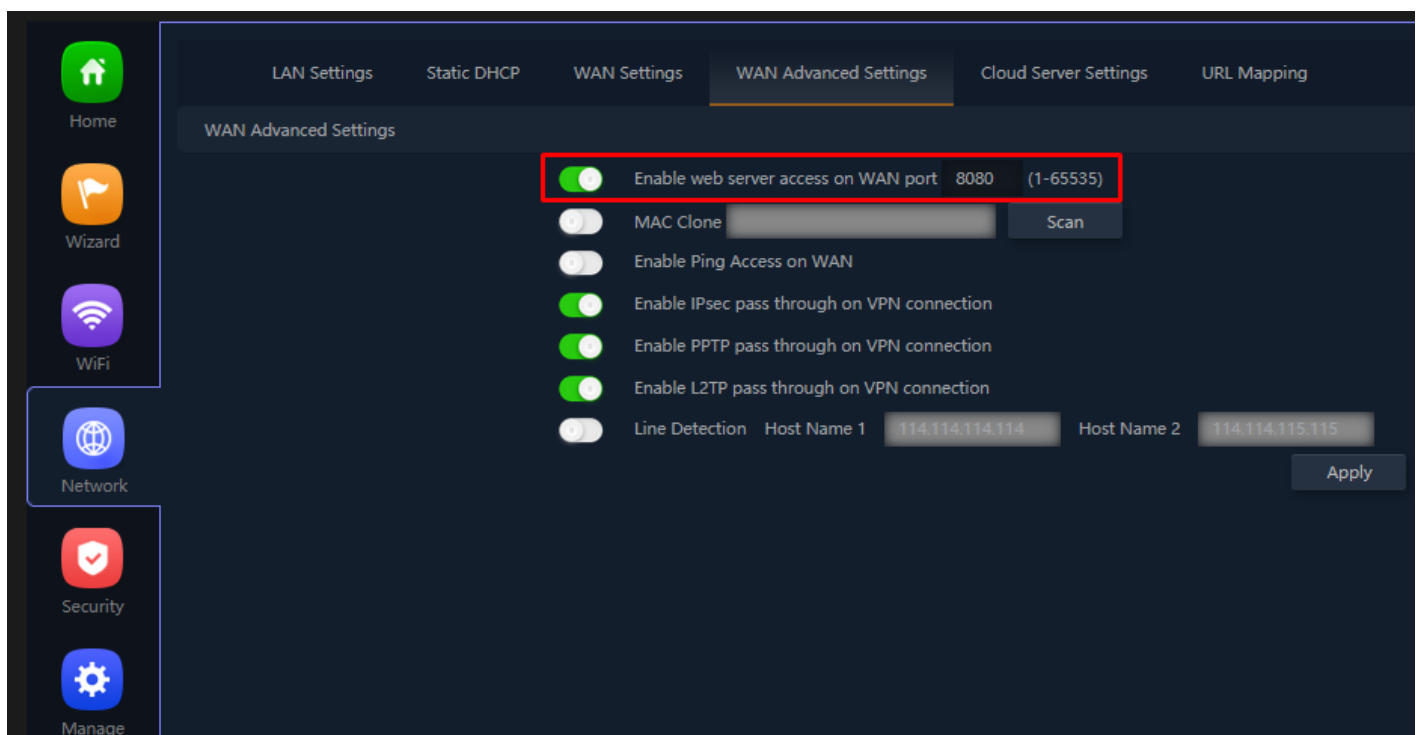 LAN Settings Static DHCP WAN Settings WAN Advanced Settings Cloud Server Settings URL Mapping
Home
WAN Advanced Settings
Enable web server access on WAN port 8080 (1-65535)
MAC Clone Scan
Wizard
Enable Ping Access on WAN
Enable IPsec pass through on VPN connection
Enable PPTP pass through on VPN connection
WiFi
Enable L2TP pass through on VPN connection
Line Detection Host Name 1 114.114.114.114 Host Name 2 114.114.115.115
Apply
Network
Security
Manage